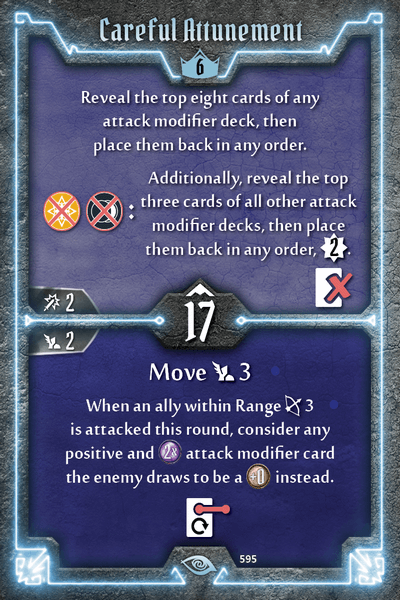 Careful Attunement
6
Reveal the top eight cards of any
attack modifier deck, then
place them back in any order.
Additionally, reveal the top
three cards of all other attack
modifier decks, then place
them back in any order, 2.
:
2
17
2
Move 3
When an ally within Range 3
is attacked this round, consider any
positive and 2x attack modifier card
the enemy draws to be a +0 instead.
595